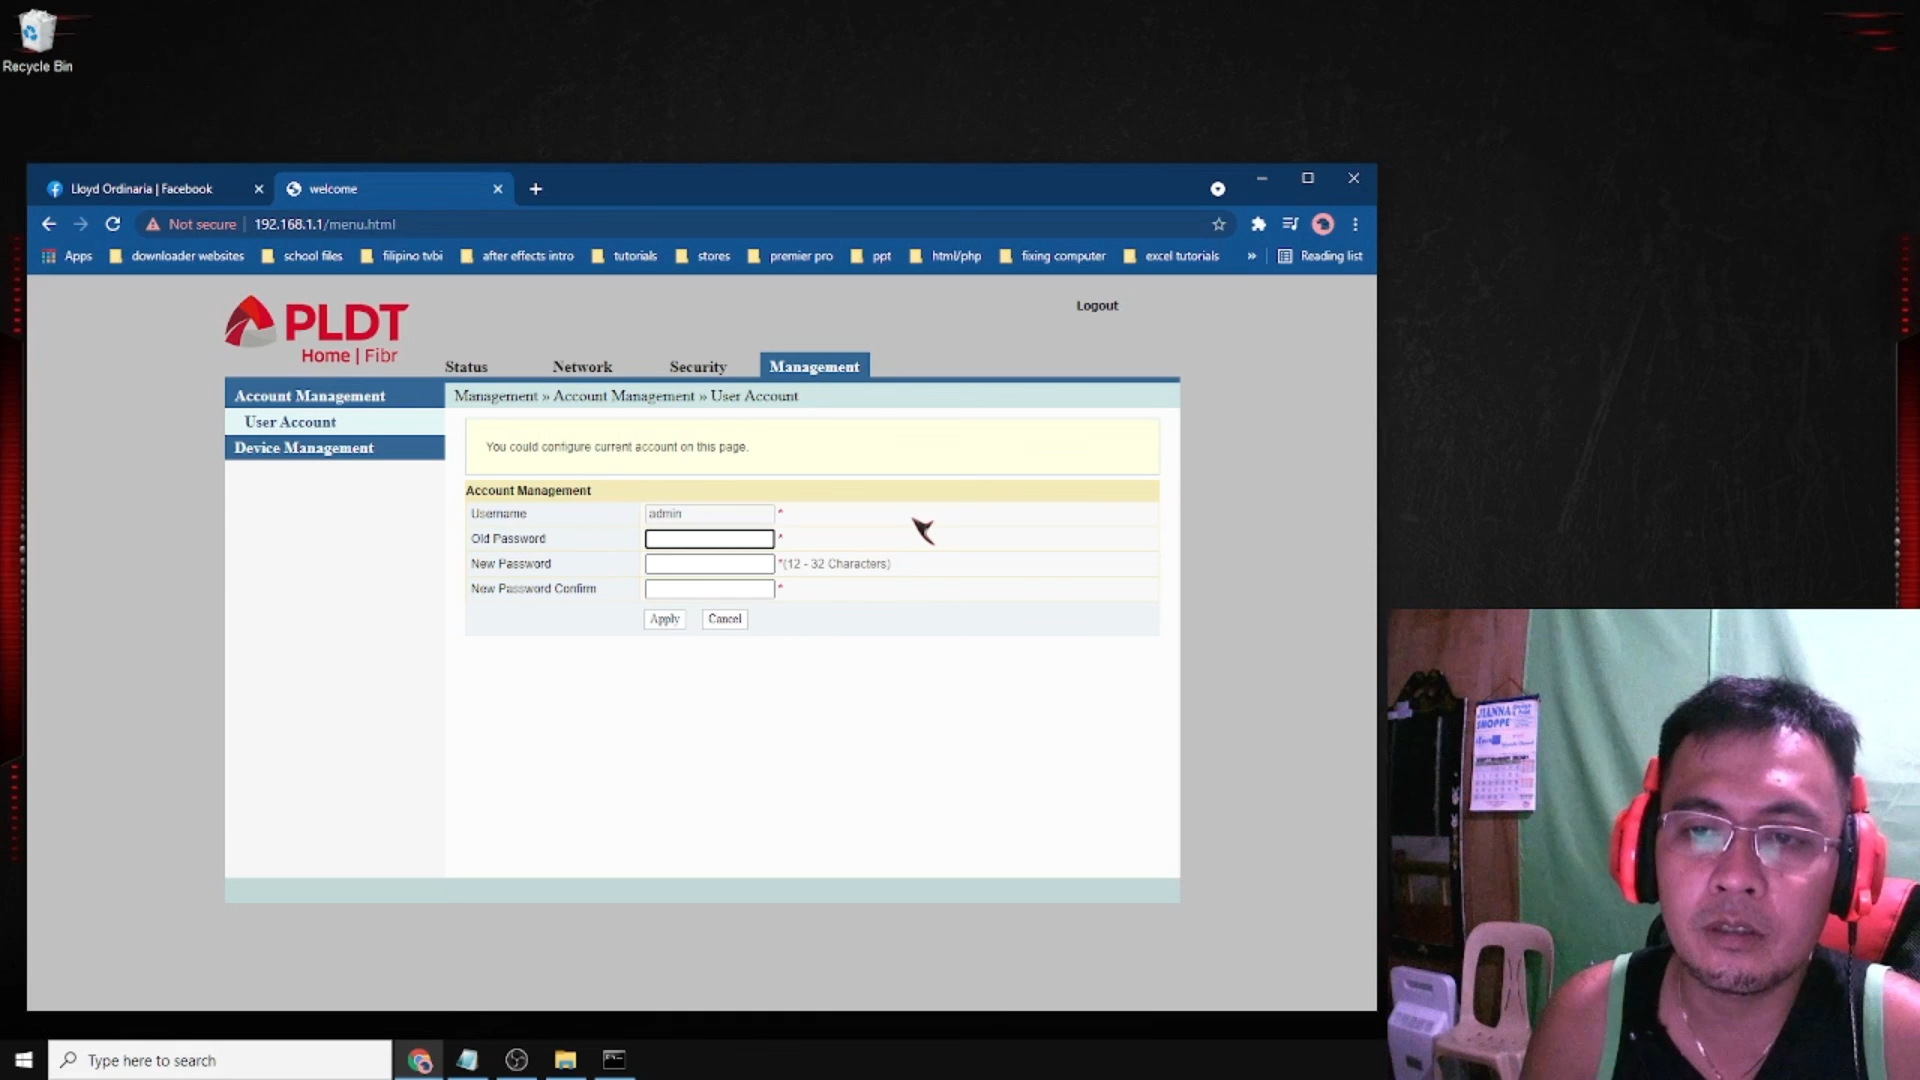 Recycle Bin
Lloyd Ordinaria | Facebook
welcome
Not secure
192.168.1.1/menu.html
Apps
downloader websites
school files
filipino tvbi
after effects intro
tutorials
stores
premier pro
ppt
html/php
fixing computer
excel tutorials
»
Reading list
PLDT
Home | Fibr
Logout
Status
Network
Security
Management
Account Management
User Account
Device Management
Management » Account Management » User Account
You could configure current account on this page.
Account Management
Username admin *
Old Password *
New Password *(12 - 32 Characters)
New Password Confirm *
Apply
Cancel
JIANNA
SHOPPE
Type here to search